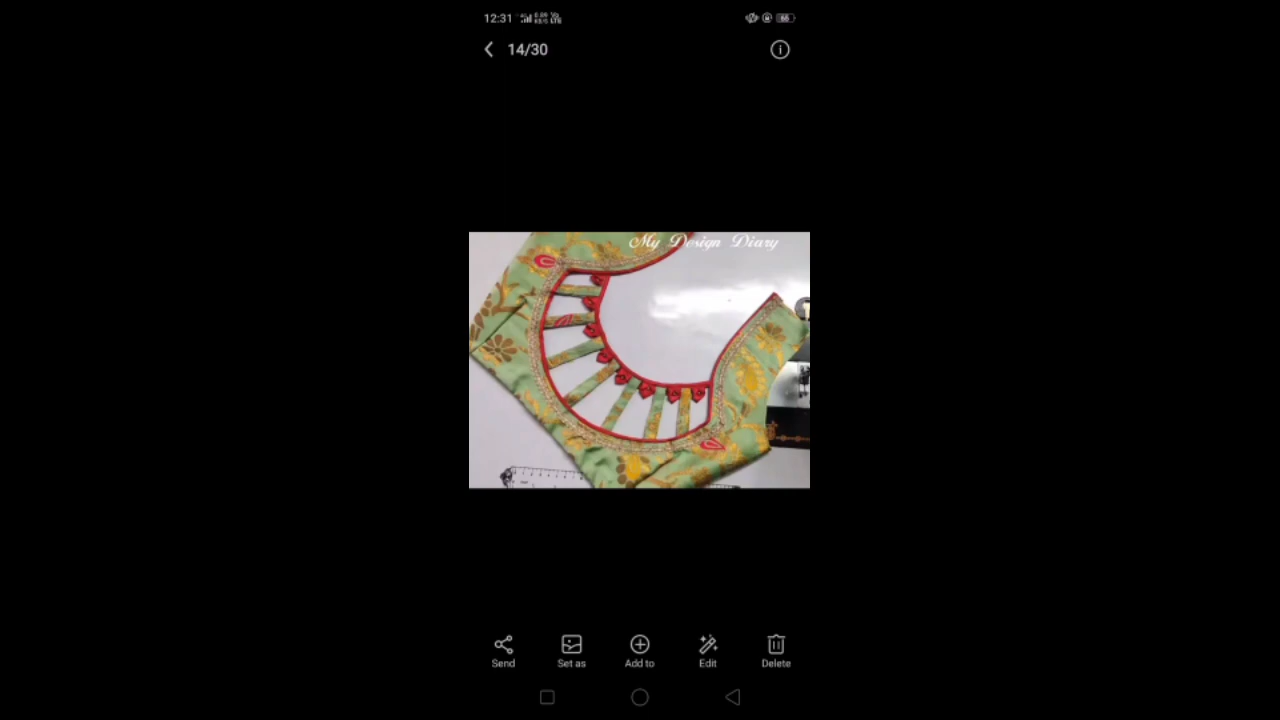 12:31
14/30
My Design Diary
Send
Set as
Add to
Edit
Delete